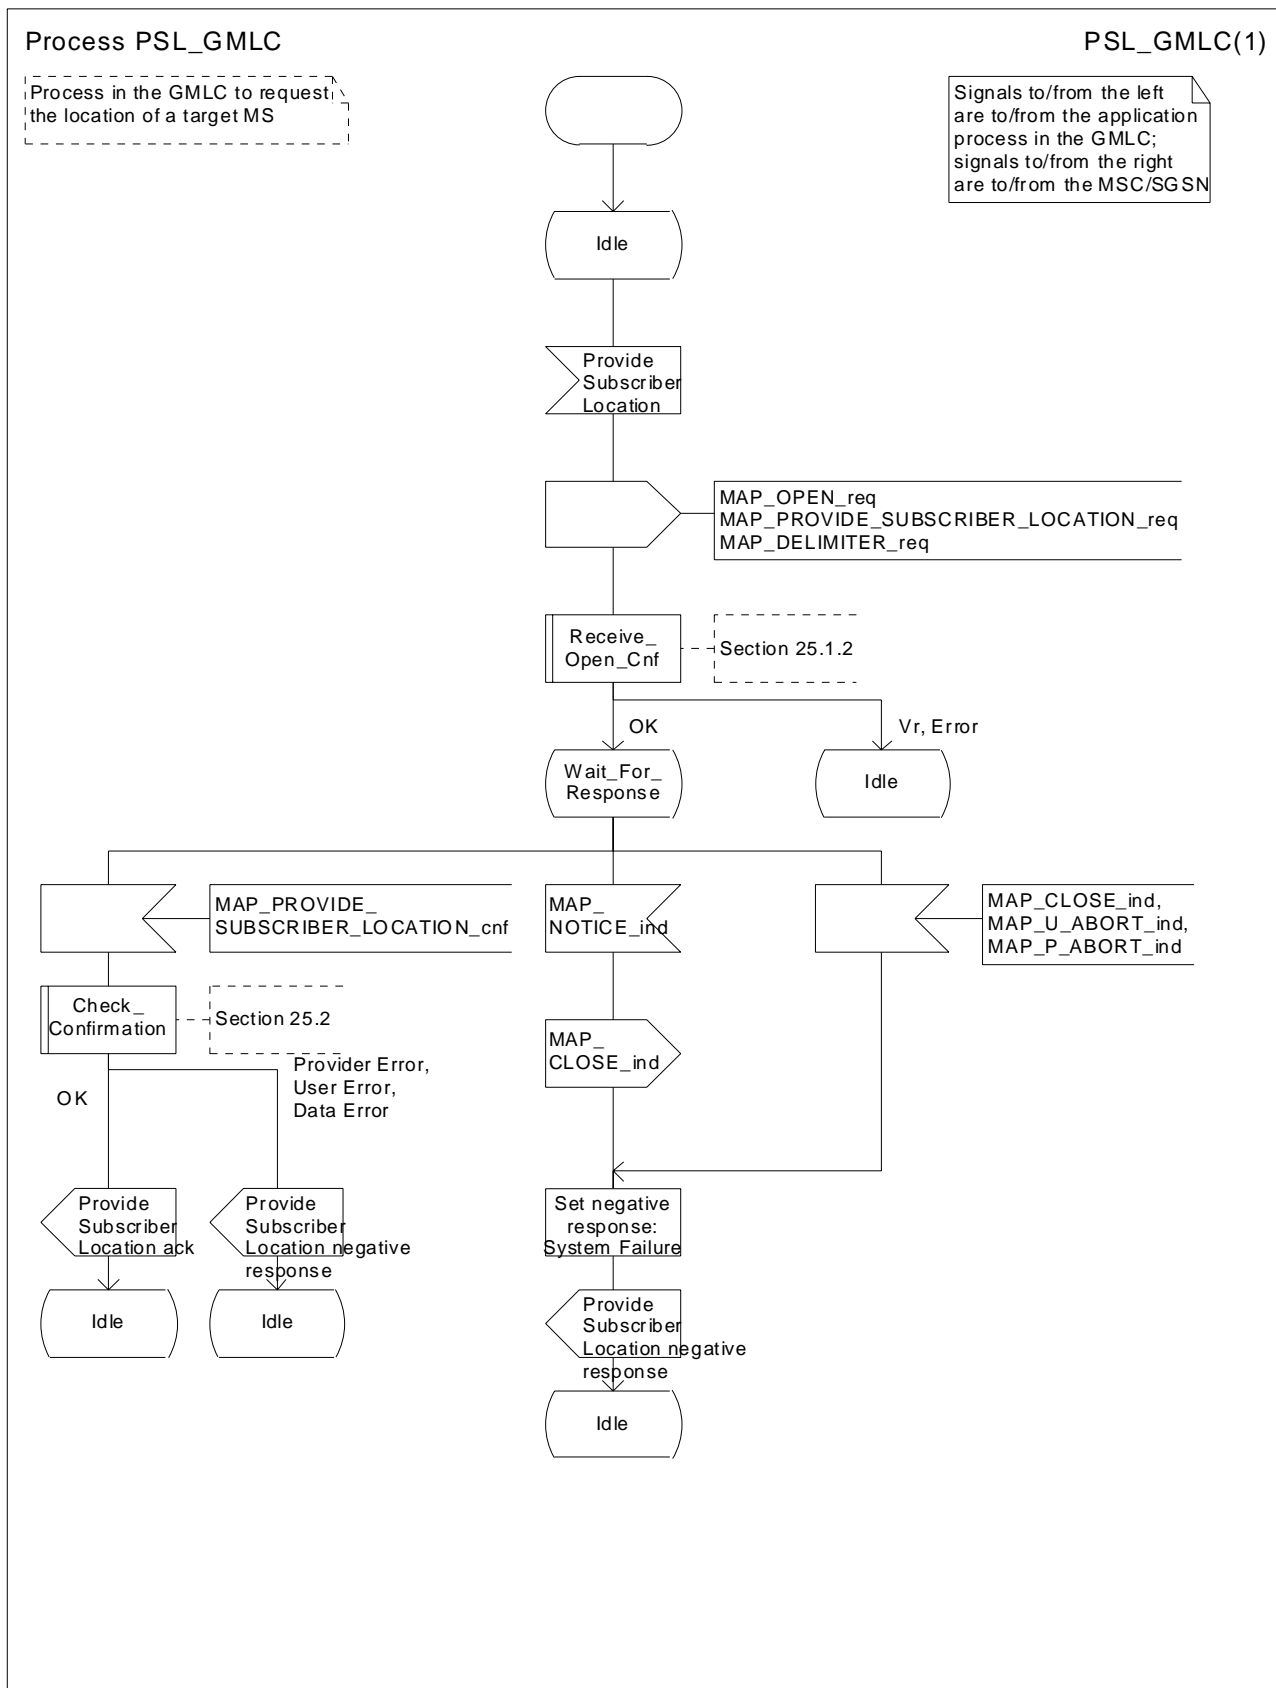 Process PSL_GMLC
PSL_GMLC(1)
Process in the GMLC to request
the location of a target MS
Signals to/from the left
are to/from the application
process in the GMLC;
signals to/from the right
are to/from the MSC/SGSN
Idle
Provide
Subscriber
Location
MAP_OPEN_req
MAP_PROVIDE_SUBSCRIBER_LOCATION_req
MAP_DELIMITER_req
Receive_
Open_Cnf
Section 25.1.2
OK
Vr, Error
Wait_For_
Response
Idle
MAP_PROVIDE_
SUBSCRIBER_LOCATION_cnf
MAP_
NOTICE_ind
MAP_CLOSE_ind,
MAP_U_ABORT_ind,
MAP_P_ABORT_ind
Check_
Confirmation
Section 25.2
MAP_
CLOSE_ind
OK
Provider Error,
User Error,
Data Error
Provide
Subscriber
Location ack
Provide
Subscriber
Location negative
response
Set negative
response:
System Failure
Idle
Idle
Provide
Subscriber
Location negative
response
Idle